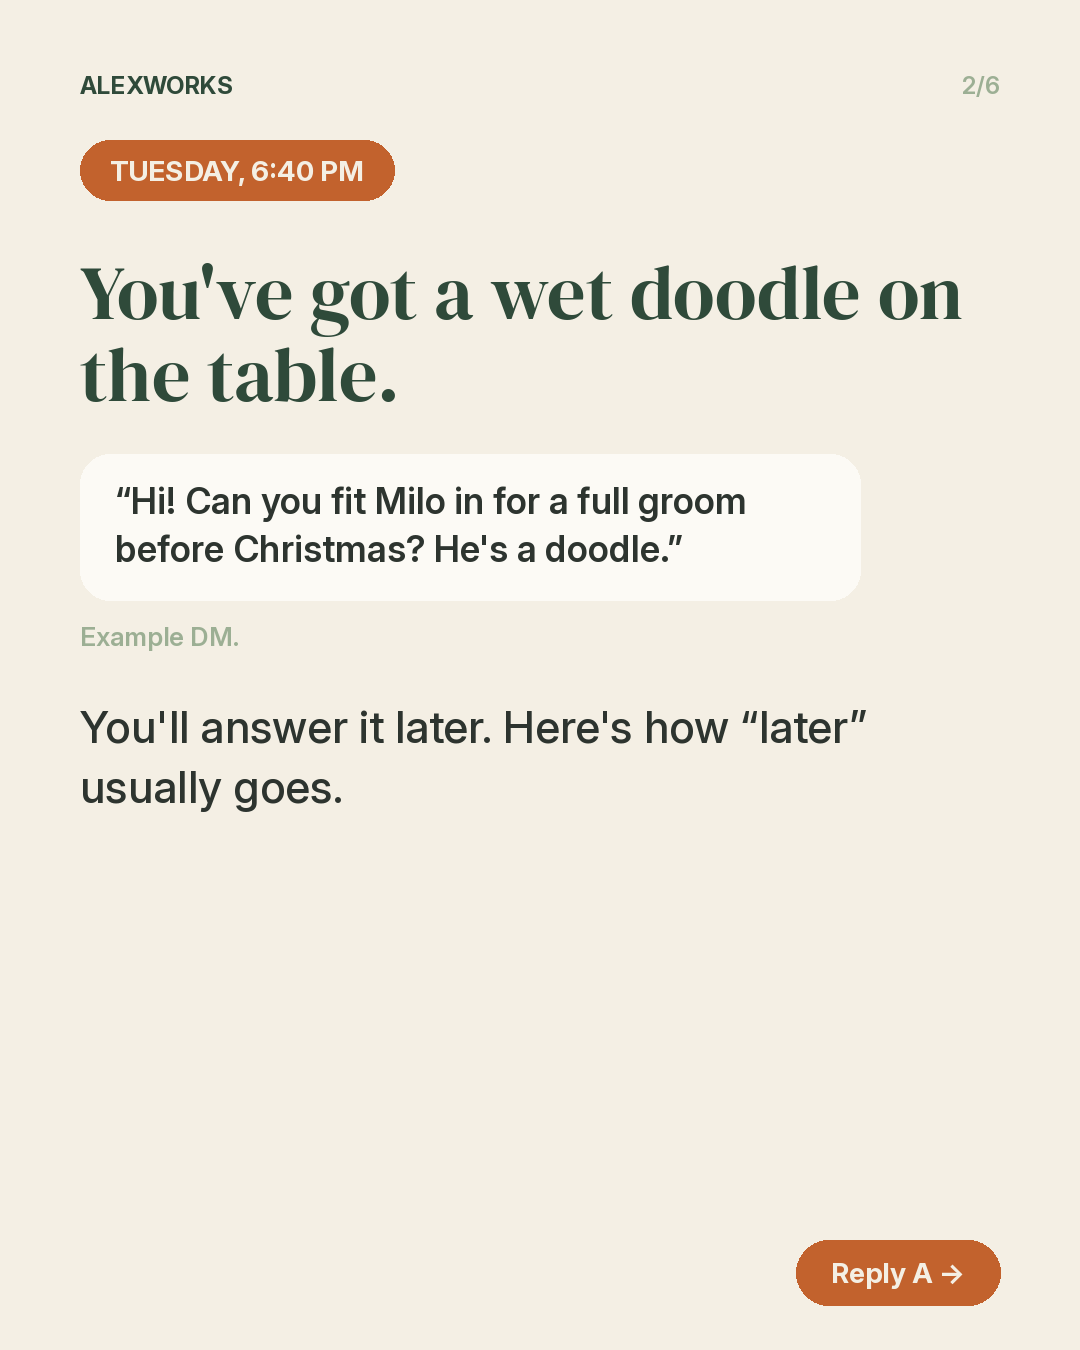 ALEXWORKS
2/6
TUESDAY, 6:40 PM
You've got a wet doodle on
the table.
“Hi! Can you fit Milo in for a full groom
before Christmas? He's a doodle.”
Example DM.
You'll answer it later. Here's how “later”
usually goes.
Reply A →